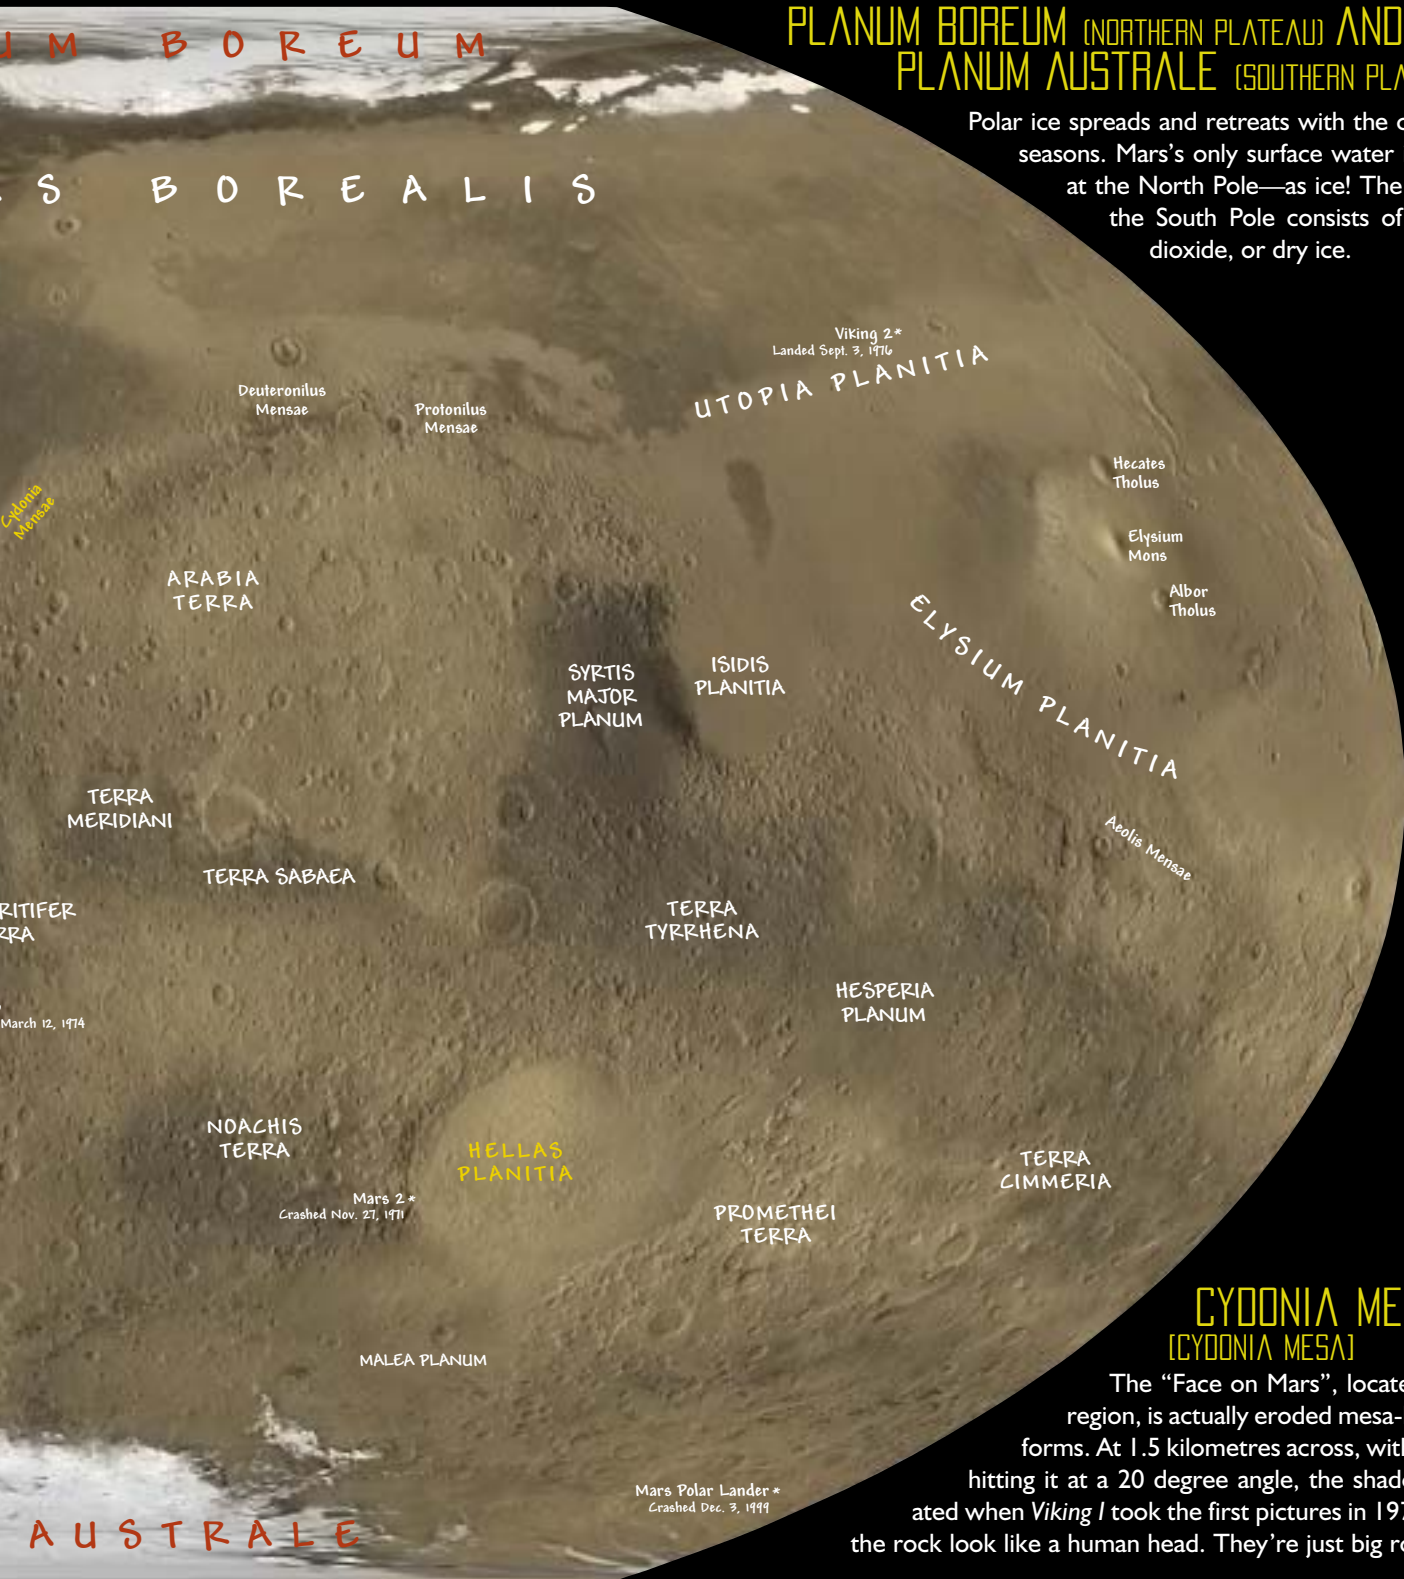 UM BOREUM
PLANUM BOREUM (NORTHERN PLATEAU) AND
PLANUM AUSTRALE (SOUTHERN
Polar ice spreads and retreats with the
seasons. Mars's only surface water
at the North Pole—as ice! The
the South Pole consists of
dioxide, or dry ice.
S BOREALIS
Viking 2*
Landed Sept. 3, 1976
UTOPIA PLANITIA
Deuteronilus
Mensae
Protonilus
Mensae
Hecates
Tholus
Cydonia
Mensae
Elysium
Mons
Albor
Tholus
ARABIA
TERRA
ELYSIUM PLANITIA
SYRTIS
MAJOR
PLANUM
ISIDIS
PLANITIA
TERRA
MERIDIANI
Aeolis Mensae
TERRA SABAEA
RITIFER
RRA
TERRA
TYRRHENA
HESPERIA
PLANUM
March 12, 1974
NOACHIS
TERRA
HELLAS
PLANITIA
TERRA
CIMMERIA
Mars 2*
Crashed Nov. 27, 1971
PROMETHEI
TERRA
MALEA PLANUM
CYDONIA ME
[CYDONIA MESA]
The “Face on Mars”, locate
region, is actually eroded mesa-
forms. At 1.5 kilometres across, with
hitting it at a 20 degree angle, the shad
ated when Viking I took the first pictures in 197
the rock look like a human head. They’re just big ro
Mars Polar Lander*
Crashed Dec. 3, 1999
AUSTRALE